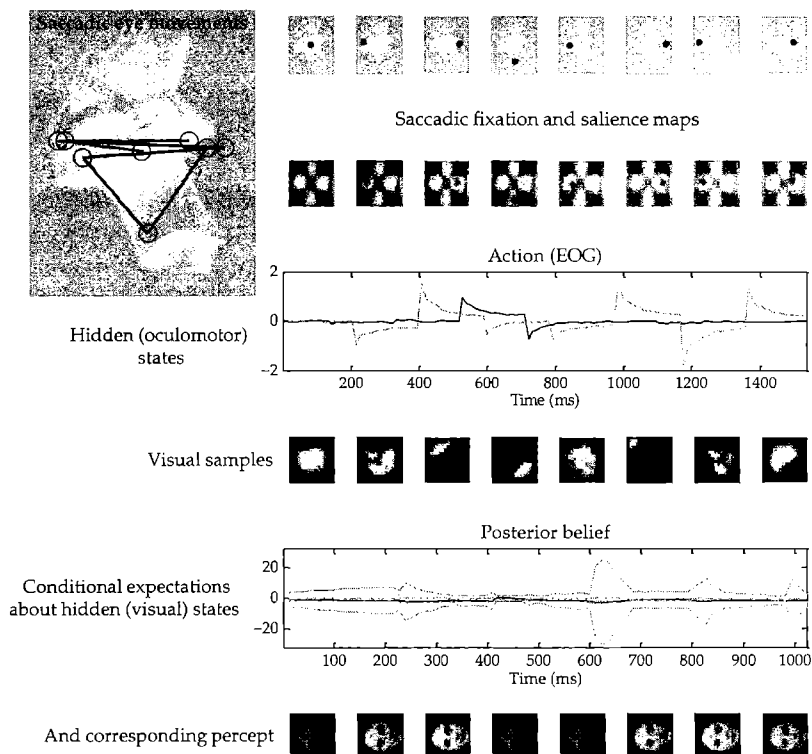 Saccadic eye movements
Saccadic fixation and salience maps
Action (EOG)
Hidden (oculomotor)
states
2
0
−2
200 400 600 800 1000 1200 1400
Time (ms)
Visual samples
Posterior belief
Conditional expectations
about hidden (visual) states
20
0
−20
100 200 300 400 500 600 700 800 900 1000
Time (ms)
And corresponding percept